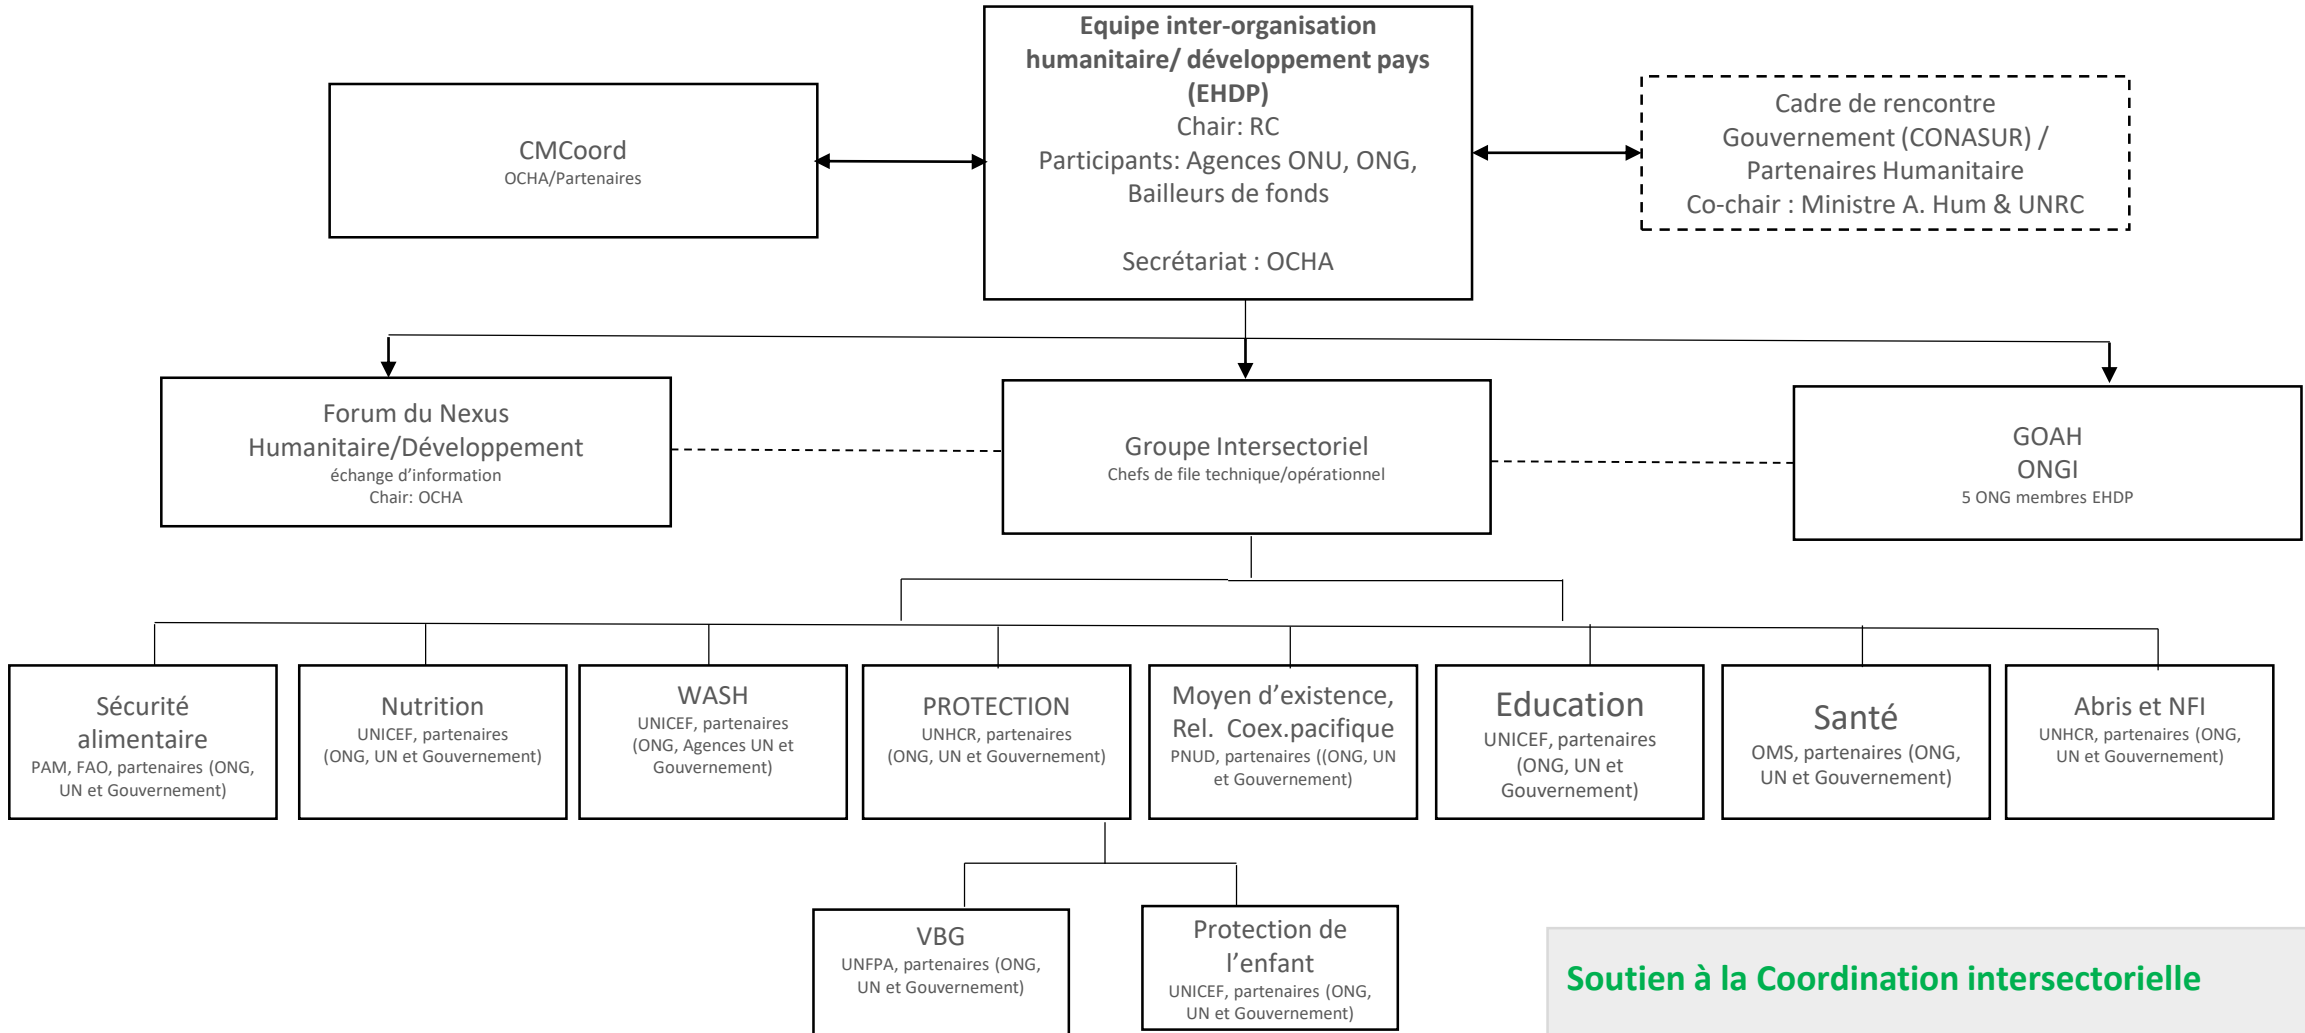 Equipe inter-organisation
humanitaire/ développement pays
(EHDP)
Chair: RC
Participants: Agences ONU, ONG,
Bailleurs de fonds
Secrétariat : OCHA
CMCoord
OCHA/Partenaires
Cadre de rencontre
Gouvernement (CONASUR) /
Partenaires Humanitaire
Co-chair : Ministre A. Hum & UNRC
Forum du Nexus
Humanitaire/Développement
échange d’information
Chair: OCHA
Groupe Intersectoriel
Chefs de file technique/opérationnel
GOAH
ONGI
5 ONG membres EHDP
Sécurité
alimentaire
PAM, FAO, partenaires (ONG,
UN et Gouvernement)
Nutrition
UNICEF, partenaires
(ONG, UN et Gouvernement)
WASH
UNICEF, partenaires
(ONG, Agences UN et
Gouvernement)
PROTECTION
UNHCR, partenaires
(ONG, UN et Gouvernement)
Moyen d’existence,
Rel. Coex.pacifique
PNUD, partenaires ((ONG, UN
et Gouvernement)
Education
UNICEF, partenaires
(ONG, UN et
Gouvernement)
Santé
OMS, partenaires (ONG,
UN et Gouvernement)
Abris et NFI
UNHCR, partenaires (ONG,
UN et Gouvernement)
VBG
UNFPA, partenaires (ONG,
UN et Gouvernement)
Protection de
l’enfant
UNICEF, partenaires (ONG,
UN et Gouvernement)
Soutien à la Coordination intersectorielle